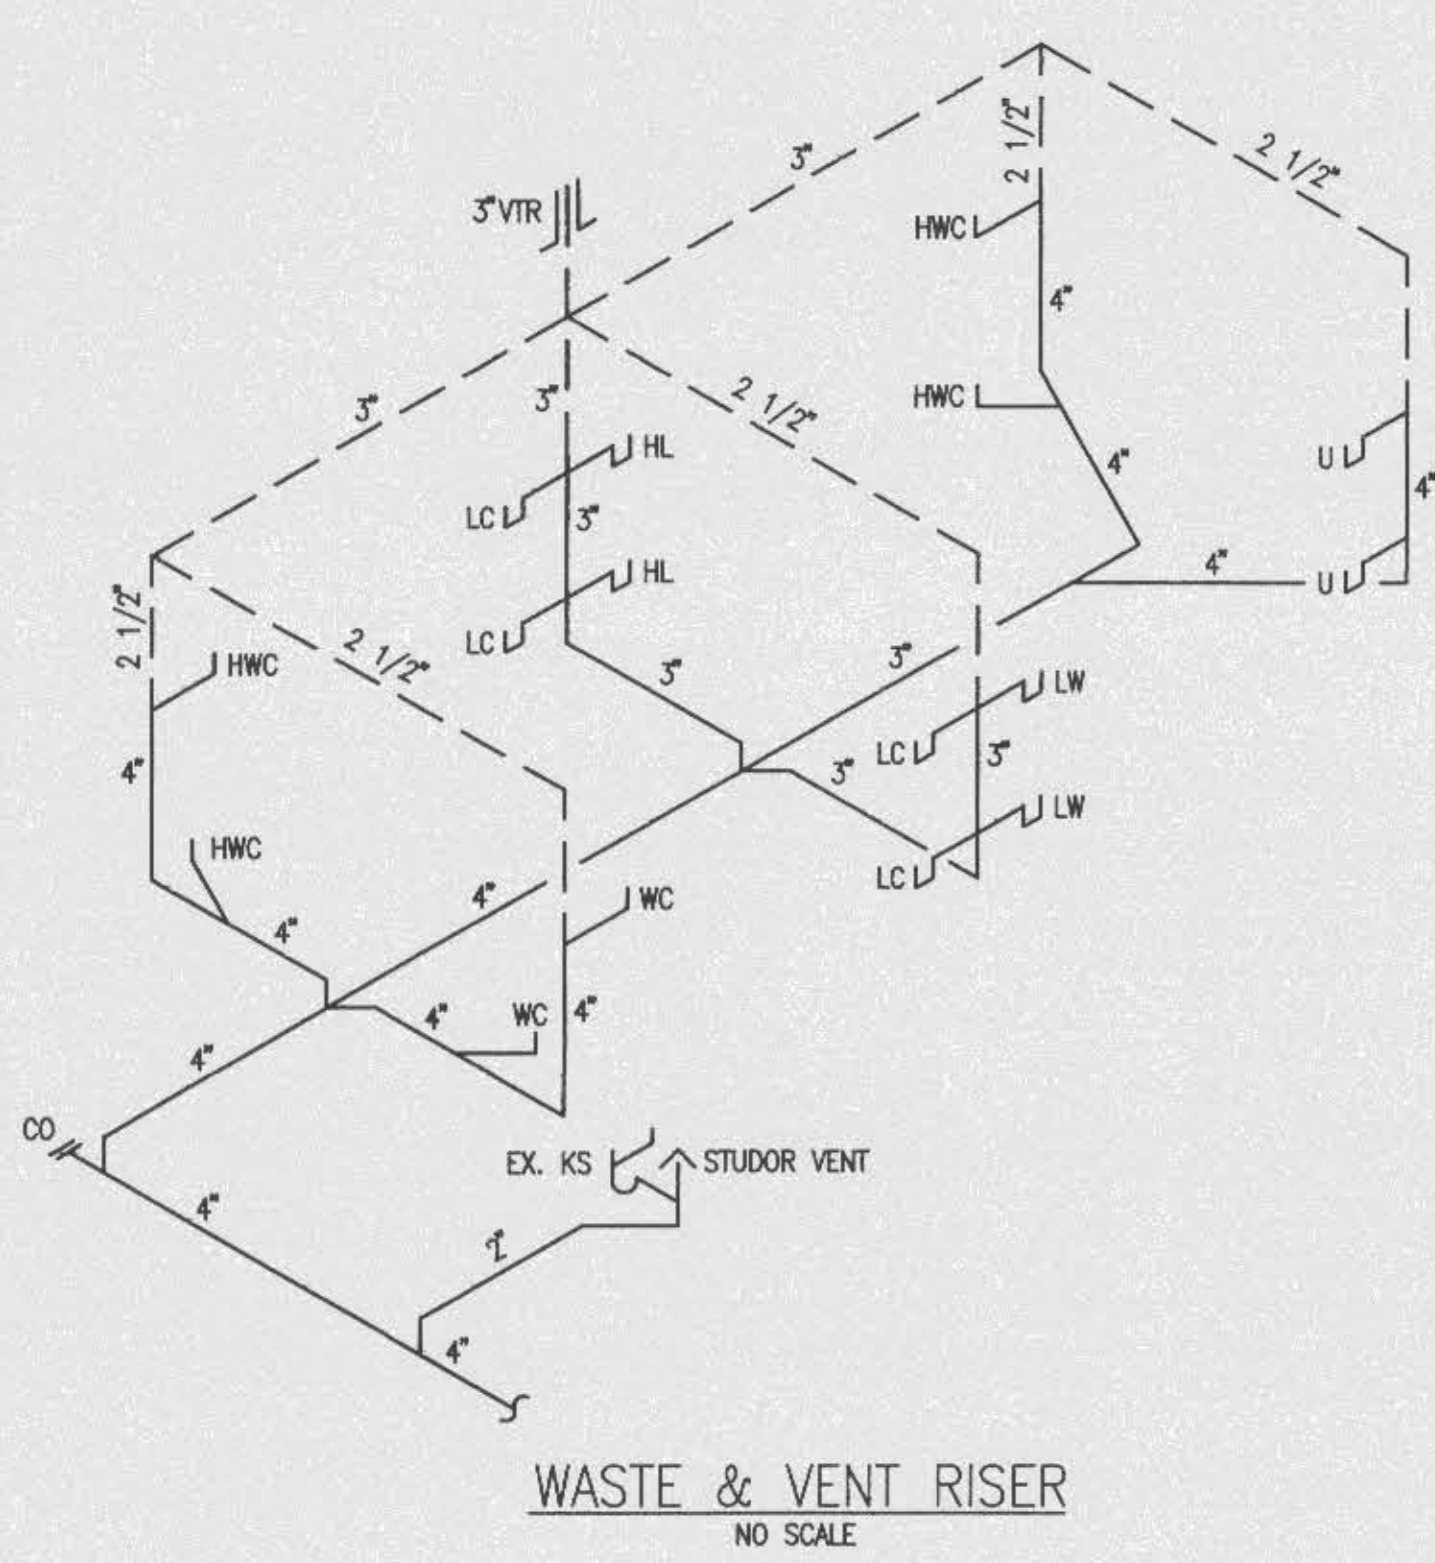 2 1/2"
2 1/2"
3"
3"VTR
HWC
4"
3"
3"
2 1/2"
HWC
HL
U
4"
4"
LC
3"
HL
4"
U
2 1/2"
2 1/2"
LC
HWC
3"
3"
LW
4"
LC
3"
3"
LW
HWC
LC
4"
4"
WC
4"
WC
4"
4"
CO
EX. KS
STUDOR VENT
4"
2"
4"
WASTE & VENT RISER
NO SCALE